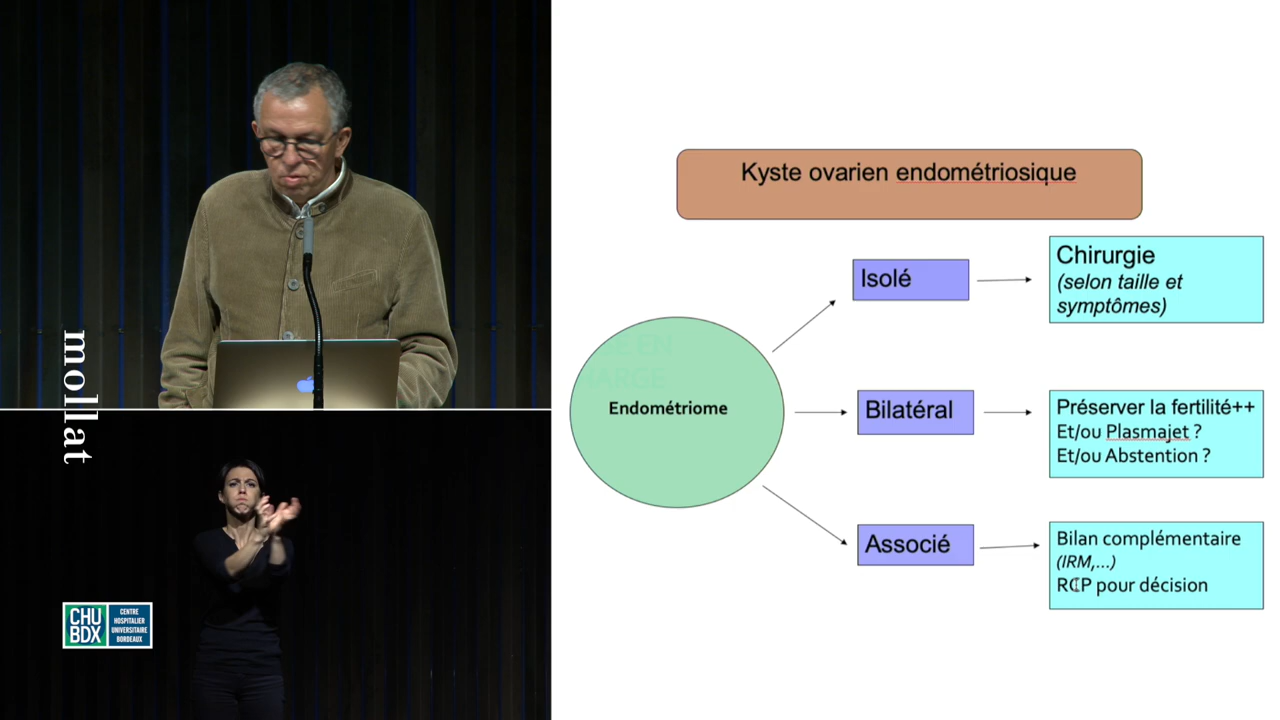 mollat
CHU
BDX
CENTRE
HOSPITALIER
UNIVERSITAIRE
BORDEAUX
Kyste ovarien endométriosique
Isolé
Chirurgie
(selon taille et
symptômes)
Endométriome
Bilatéral
Préserver la fertilité++
Et/ou Plasmajet ?
Et/ou Abstention ?
Associé
Bilan complémentaire
(IRM,...)
RCP pour décision